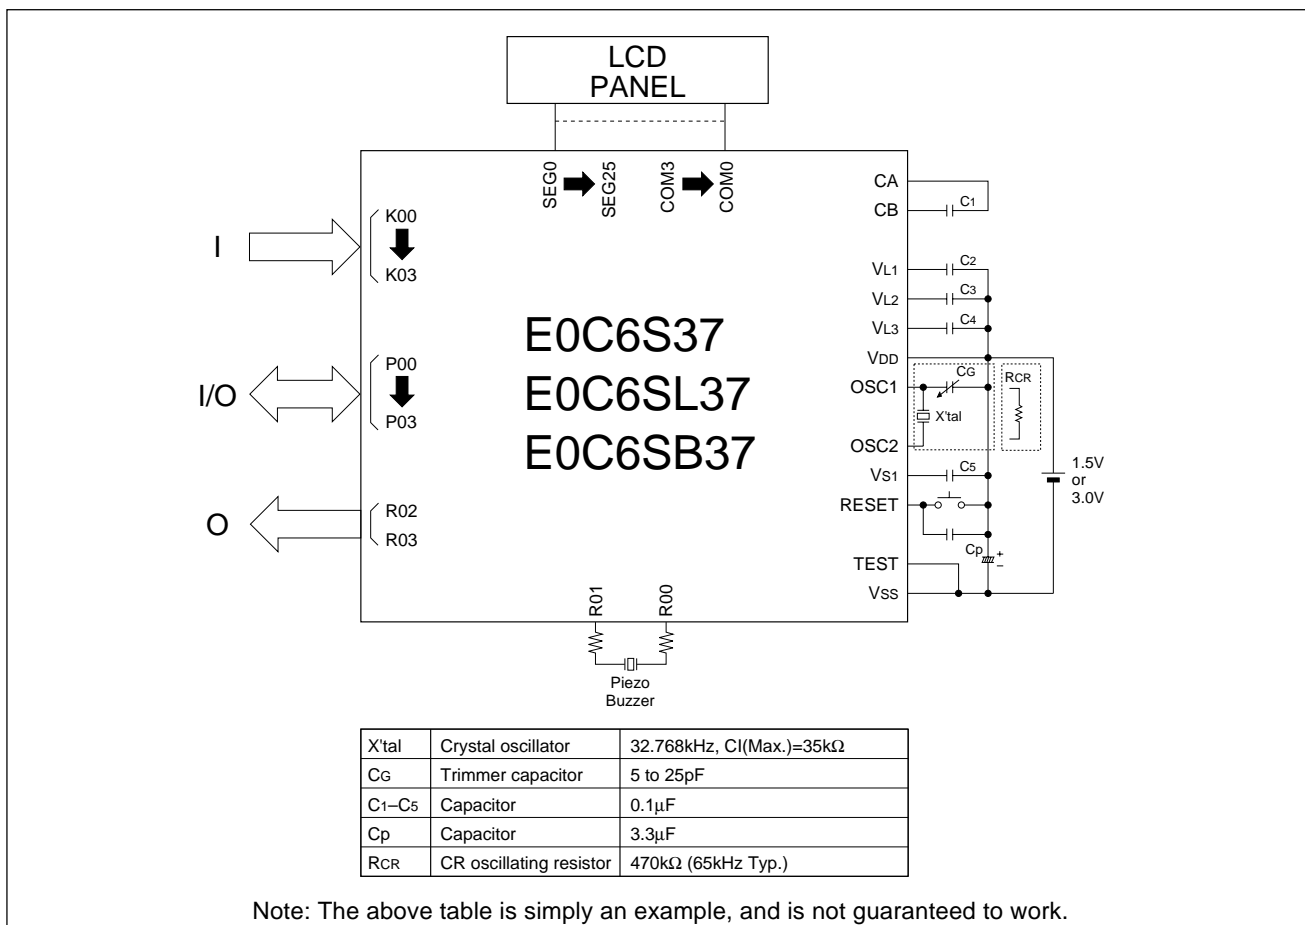 LCD
PANEL
SEG0
SEG25
COM3
COM0
I
K00
K03
I/O
P00
P03
O
R02
R03
E0C6S37
E0C6SL37
E0C6SB37
CA
CB
C1
VL1
C2
VL2
C3
VL3
C4
VDD
OSC1
CG
X'tal
RCR
OSC2
VS1
C5
RESET
Cp
+
–
TEST
VSS
1.5V
or
3.0V
R01
R00
Piezo
Buzzer
X'tal Crystal oscillator 32.768kHz, CI(Max.)=35kΩ
CG Trimmer capacitor 5 to 25pF
C1–C5 Capacitor 0.1µF
Cp Capacitor 3.3µF
RCR CR oscillating resistor 470kΩ (65kHz Typ.)
Note: The above table is simply an example, and is not guaranteed to work.